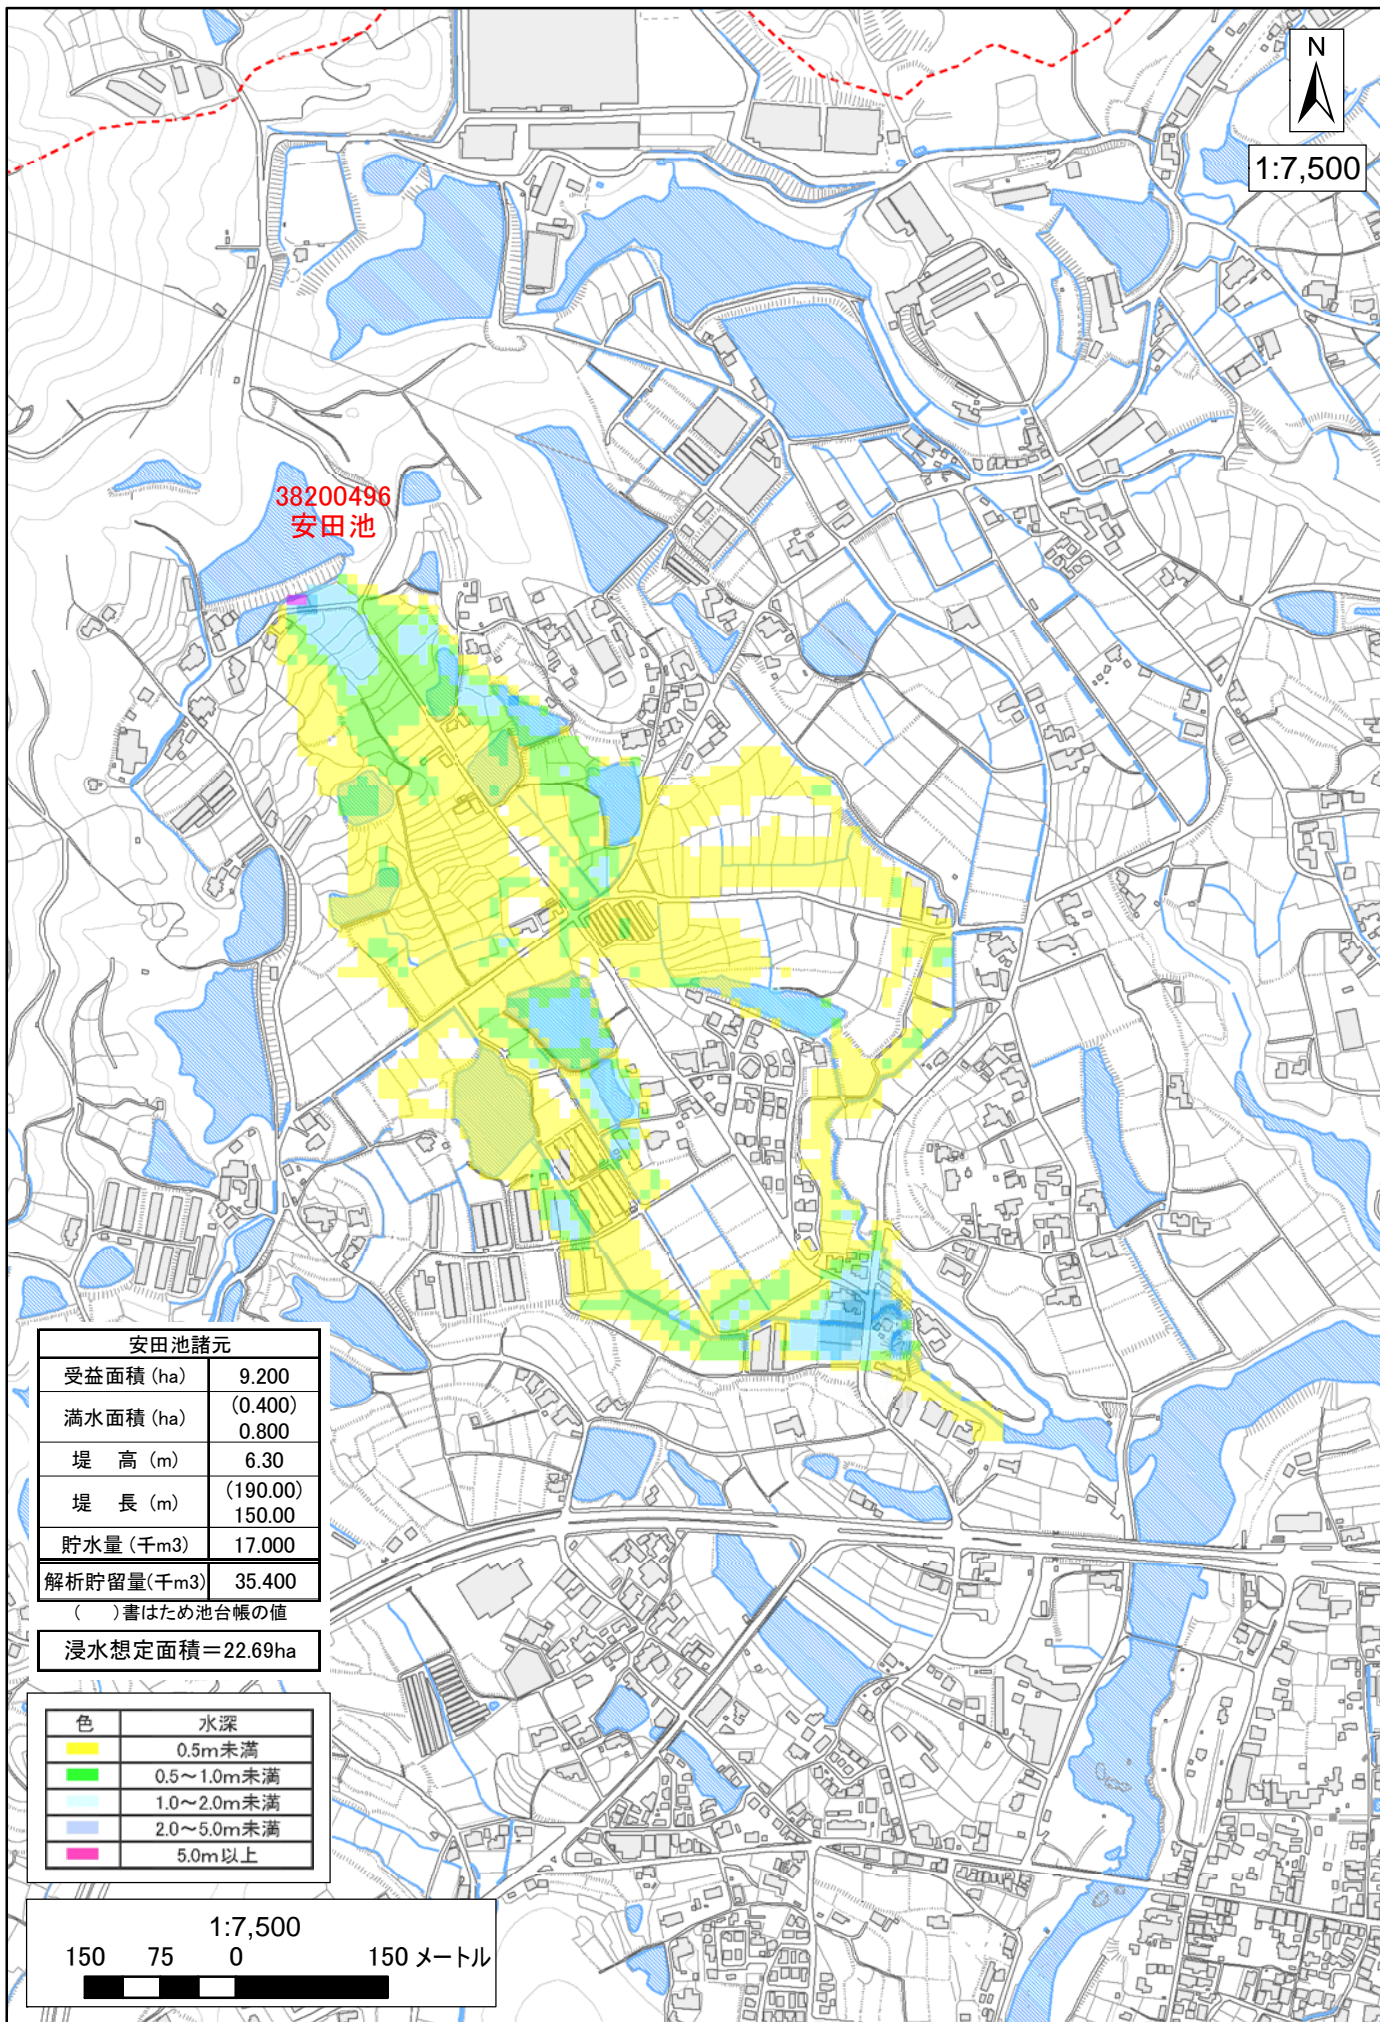 N
1:7,500
38200496
安田池
安田池諸元
受益面積 (ha) 9.200
満水面積 (ha) (0.400)
0.800
堤　高 (m) 6.30
堤　長 (m) (190.00)
150.00
貯水量 (千m3) 17.000
解析貯留量(千m3) 35.400
(　)書はため池台帳の値
浸水想定面積=22.69ha
色 水深
0.5m未満
0.5～1.0m未満
1.0～2.0m未満
2.0～5.0m未満
5.0m以上
1:7,500
150 75 0 150 メートル